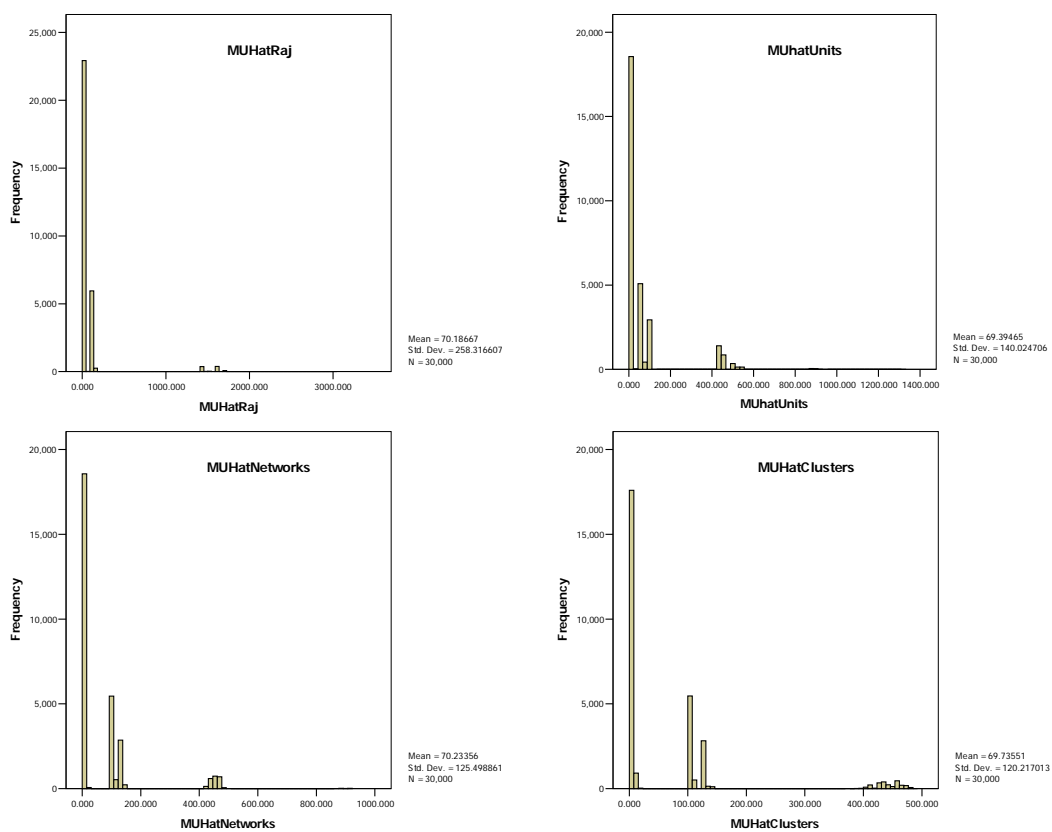 MUHatRaj
25,000
20,000
15,000
10,000
5,000
0
Frequency
0.000 1000.000 2000.000 3000.000
MUHatRaj
Mean = 70.18667
Std. Dev. = 258.316607
N = 30,000
MUhatUnits
20,000
15,000
10,000
5,000
0
Frequency
0.000 200.000 400.000 600.000 800.000 1000.000 1200.000 1400.000
MUhatUnits
Mean = 69.39465
Std. Dev. = 140.024706
N = 30,000
MUHatNetworks
20,000
15,000
10,000
5,000
0
Frequency
0.000 200.000 400.000 600.000 800.000 1000.000
MUHatNetworks
Mean = 70.23356
Std. Dev. = 125.498861
N = 30,000
MUHatClusters
20,000
15,000
10,000
5,000
0
Frequency
0.000 100.000 200.000 300.000 400.000 500.000
MUHatClusters
Mean = 69.73551
Std. Dev. = 120.217013
N = 30,000